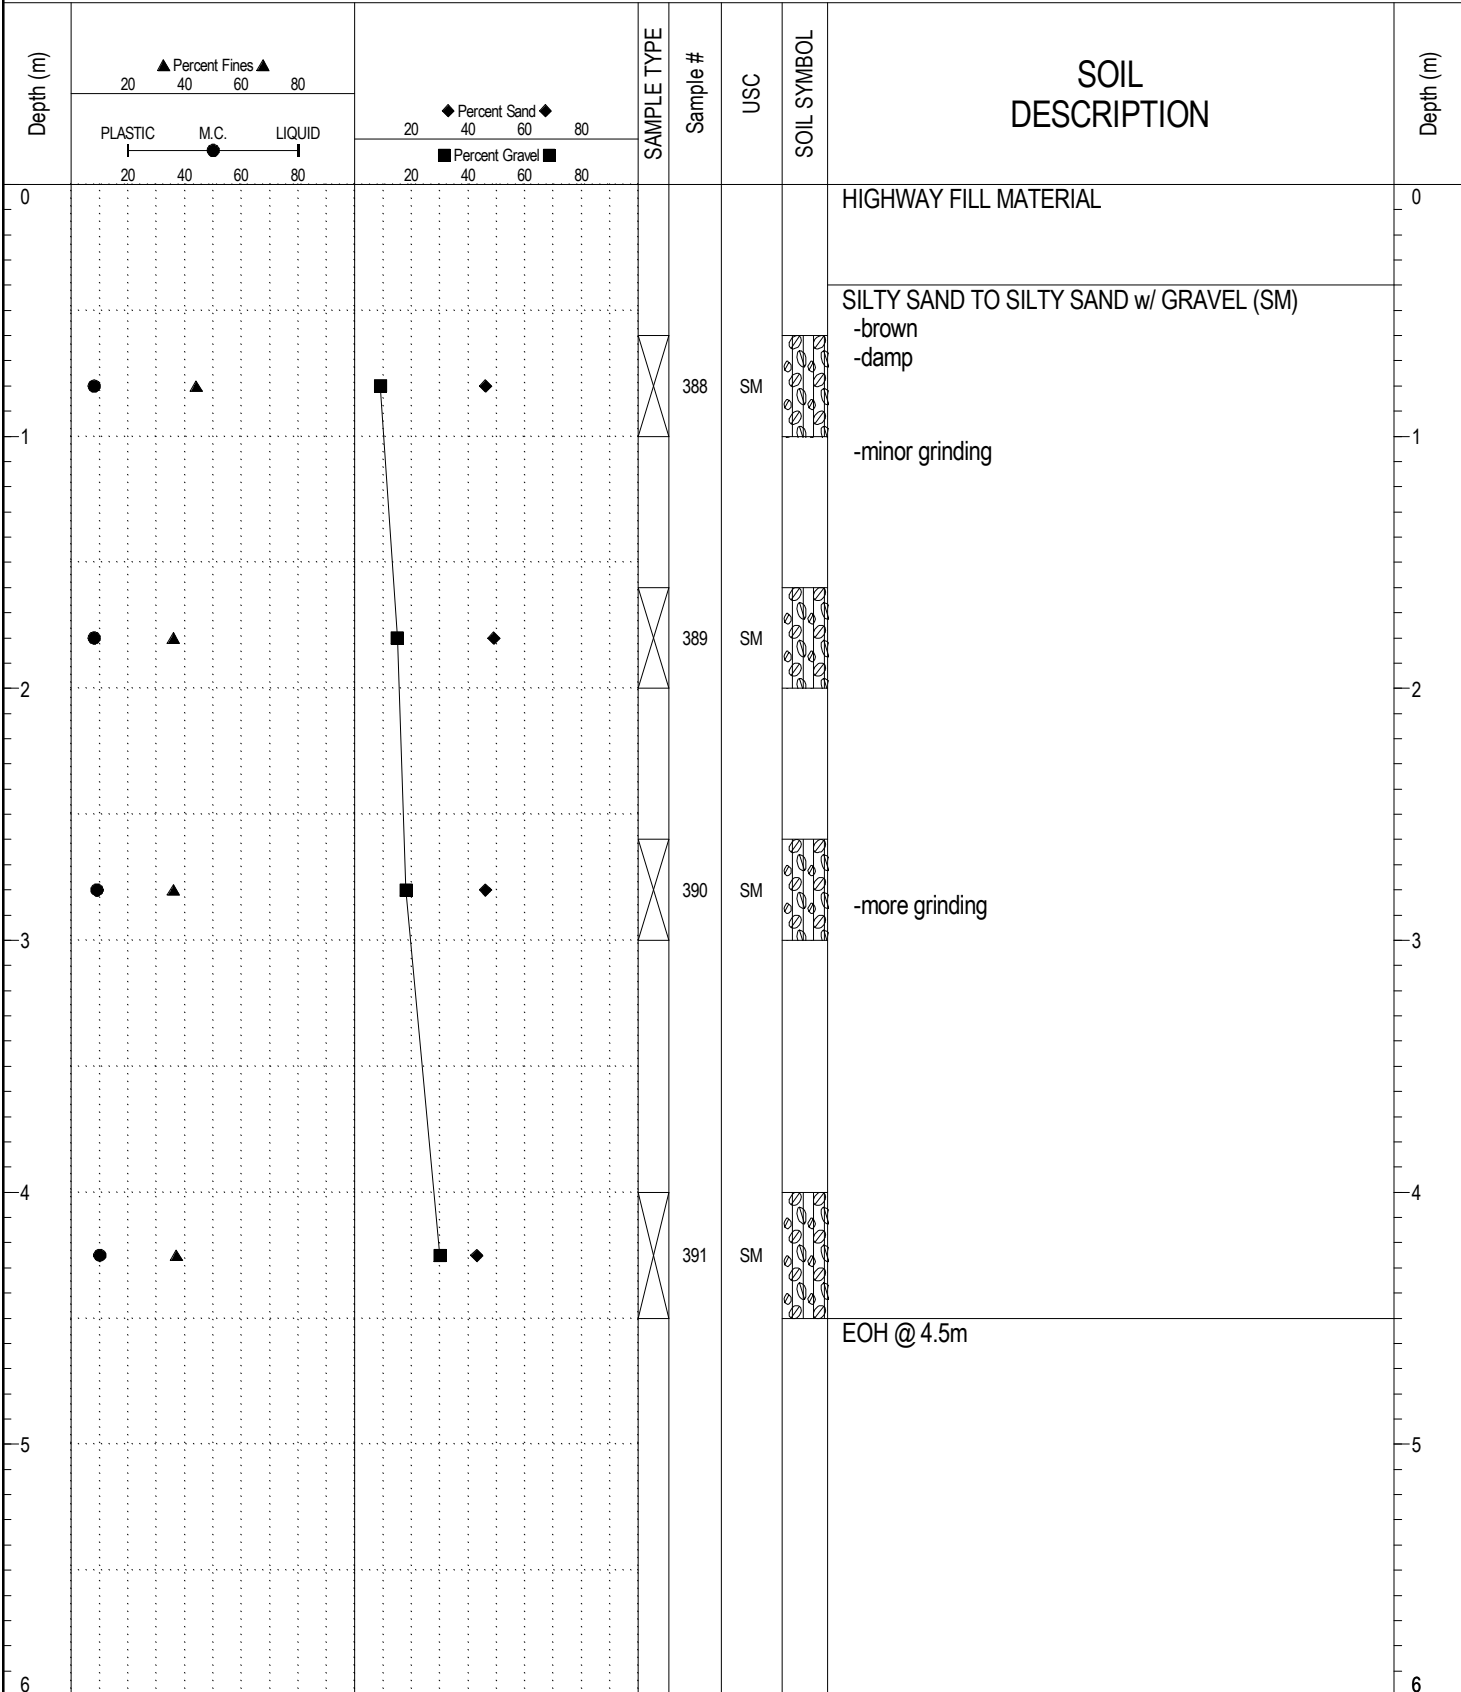 Depth (m)
▲ Percent Fines ▲
20 40 60 80
PLASTIC M.C. LIQUID
20 40 60 80
◆ Percent Sand ◆
20 40 60 80
■ Percent Gravel ■
20 40 60 80
SAMPLE TYPE
Sample #
USC
SOIL SYMBOL
SOIL
DESCRIPTION
Depth (m)
0 HIGHWAY FILL MATERIAL 0
SILTY SAND TO SILTY SAND w/ GRAVEL (SM)
-brown
-damp
388 SM
1 1
-minor grinding
389 SM
2 2
390 SM
-more grinding
3 3
4 4
391 SM
EOH @ 4.5m
5 5
6 6